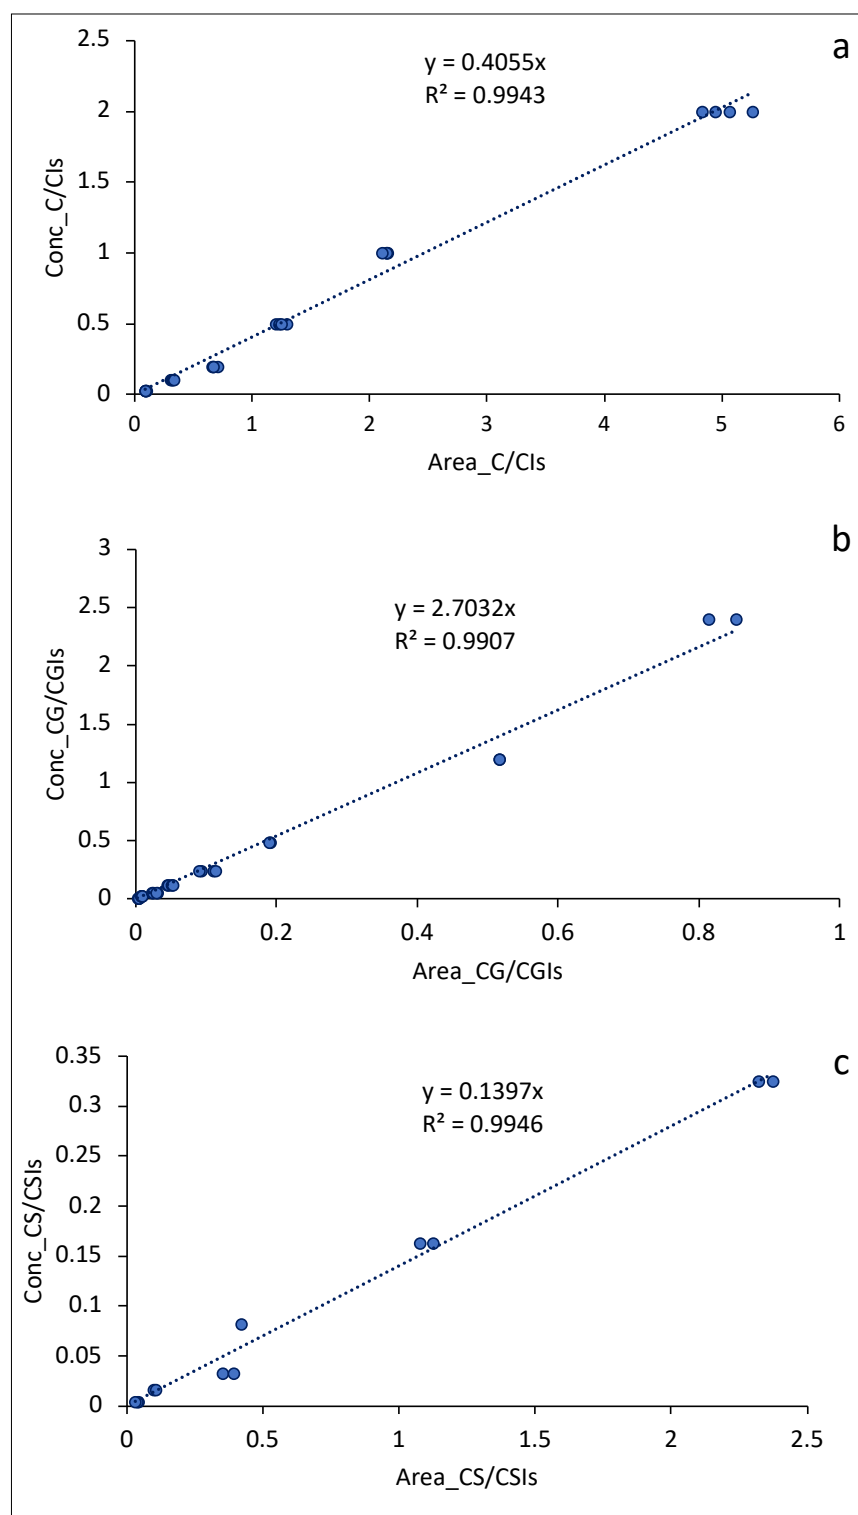 a
y = 0.4055x
R² = 0.9943
2.5
2
1.5
1
0.5
0
0 1 2 3 4 5 6
Conc_C/CIs
Area_C/CIs
b
y = 2.7032x
R² = 0.9907
3
2.5
2
1.5
1
0.5
0
0 0.2 0.4 0.6 0.8 1
Conc_CG/CGIs
Area_CG/CGIs
c
y = 0.1397x
R² = 0.9946
0.35
0.3
0.25
0.2
0.15
0.1
0.05
0
0 0.5 1 1.5 2 2.5
Conc_CS/CSIs
Area_CS/CSIs